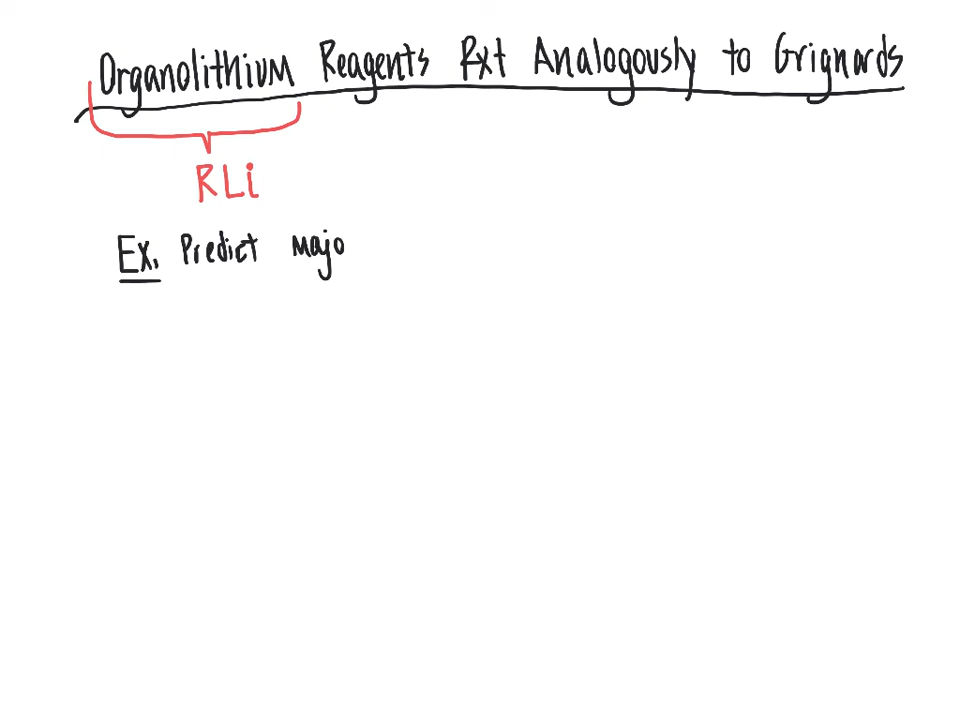 Organolithium Reagents Rxt Analogously to Grignards
RLi
Ex. Predict majo